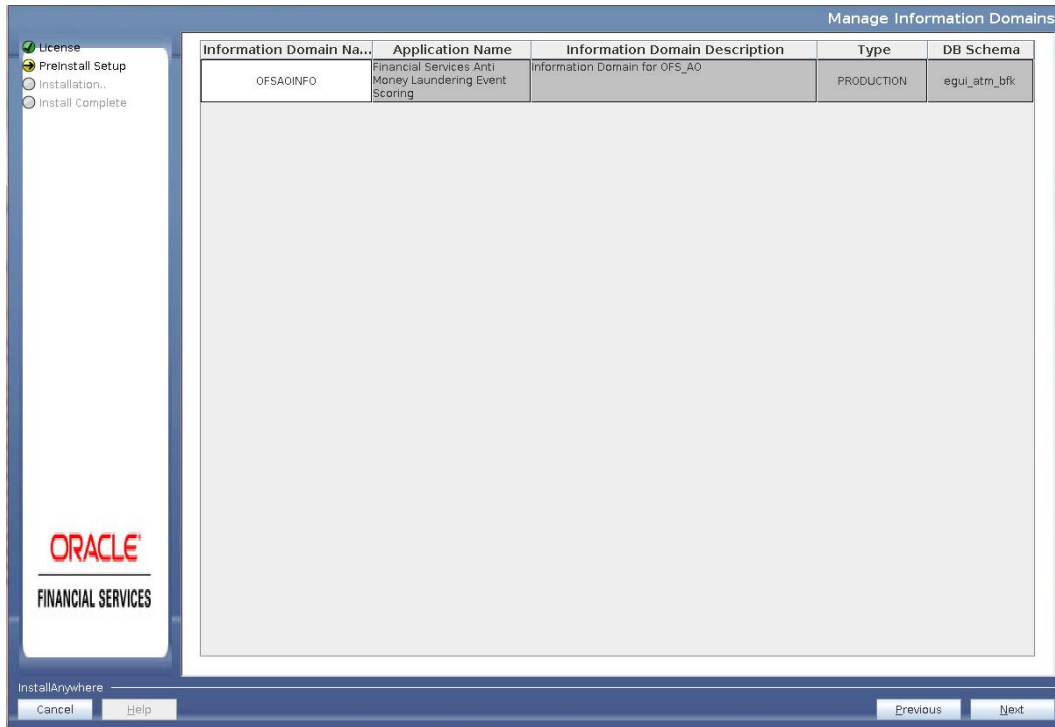 Manage Information Domains
License
PreInstall Setup
Installation..
Install Complete
Information Domain Na... Application Name Information Domain Description Type DB Schema
OFSAOINFO
Financial Services Anti
Money Laundering Event
Scoring
Information Domain for OFS_AO
PRODUCTION
egui_atm_bfk
ORACLE
FINANCIAL SERVICES
InstallAnywhere
Cancel Help Previous Next